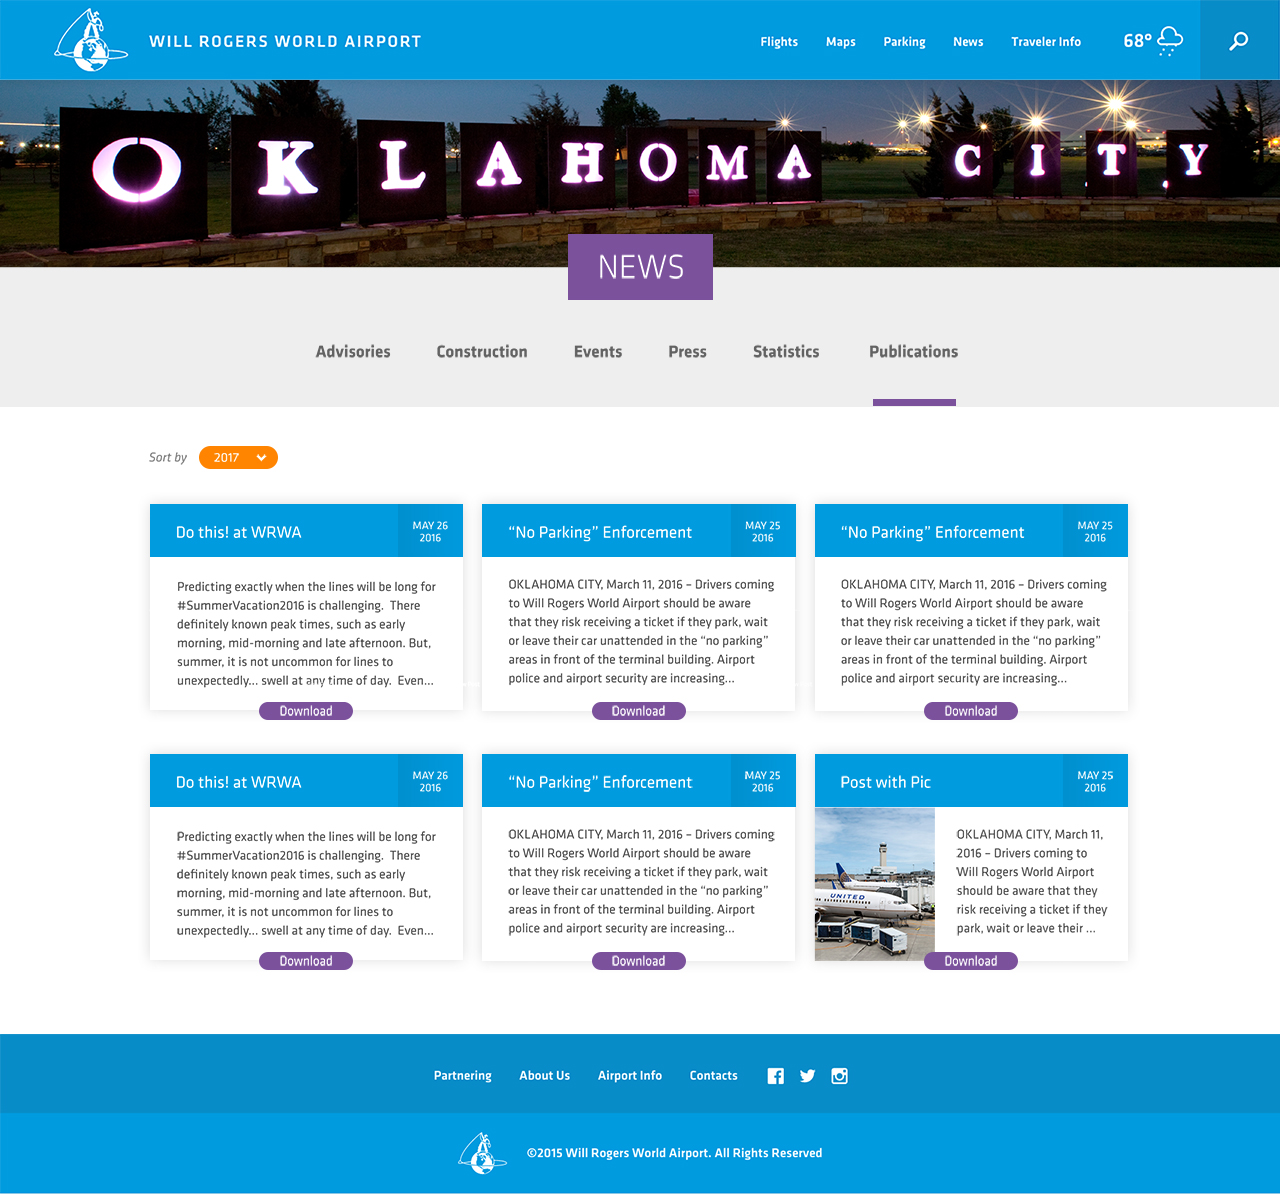 WILL ROGERS WORLD AIRPORT
Flights
Maps
Parking
News
Traveler Info
68°
OKLAHOMA CITY
NEWS
Advisories
Construction
Events
Press
Statistics
Publications
Sort by
2017
Do this! at WRWA
MAY 26
2016
Predicting exactly when the lines will be long for
#SummerVacation2016 is challenging.  There
definitely known peak times, such as early
morning, mid-morning and late afternoon. But,
summer, it is not uncommon for lines to
unexpectedly... swell at any time of day.  Even...
Download
“No Parking” Enforcement
MAY 25
2016
OKLAHOMA CITY, March 11, 2016 – Drivers coming
to Will Rogers World Airport should be aware
that they risk receiving a ticket if they park, wait
or leave their car unattended in the “no parking”
areas in front of the terminal building. Airport
police and airport security are increasing...
Download
“No Parking” Enforcement
MAY 25
2016
OKLAHOMA CITY, March 11, 2016 – Drivers coming
to Will Rogers World Airport should be aware
that they risk receiving a ticket if they park, wait
or leave their car unattended in the “no parking”
areas in front of the terminal building. Airport
police and airport security are increasing...
Download
Do this! at WRWA
MAY 26
2016
Predicting exactly when the lines will be long for
#SummerVacation2016 is challenging.  There
definitely known peak times, such as early
morning, mid-morning and late afternoon. But,
summer, it is not uncommon for lines to
unexpectedly... swell at any time of day.  Even...
Download
“No Parking” Enforcement
MAY 25
2016
OKLAHOMA CITY, March 11, 2016 – Drivers coming
to Will Rogers World Airport should be aware
that they risk receiving a ticket if they park, wait
or leave their car unattended in the “no parking”
areas in front of the terminal building. Airport
police and airport security are increasing...
Download
Post with Pic
MAY 25
2016
UNITED
OKLAHOMA CITY, March 11,
2016 – Drivers coming to
Will Rogers World Airport
should be aware that they
risk receiving a ticket if they
park, wait or leave their ...
Download
Partnering
About Us
Airport Info
Contacts
©2015 Will Rogers World Airport. All Rights Reserved